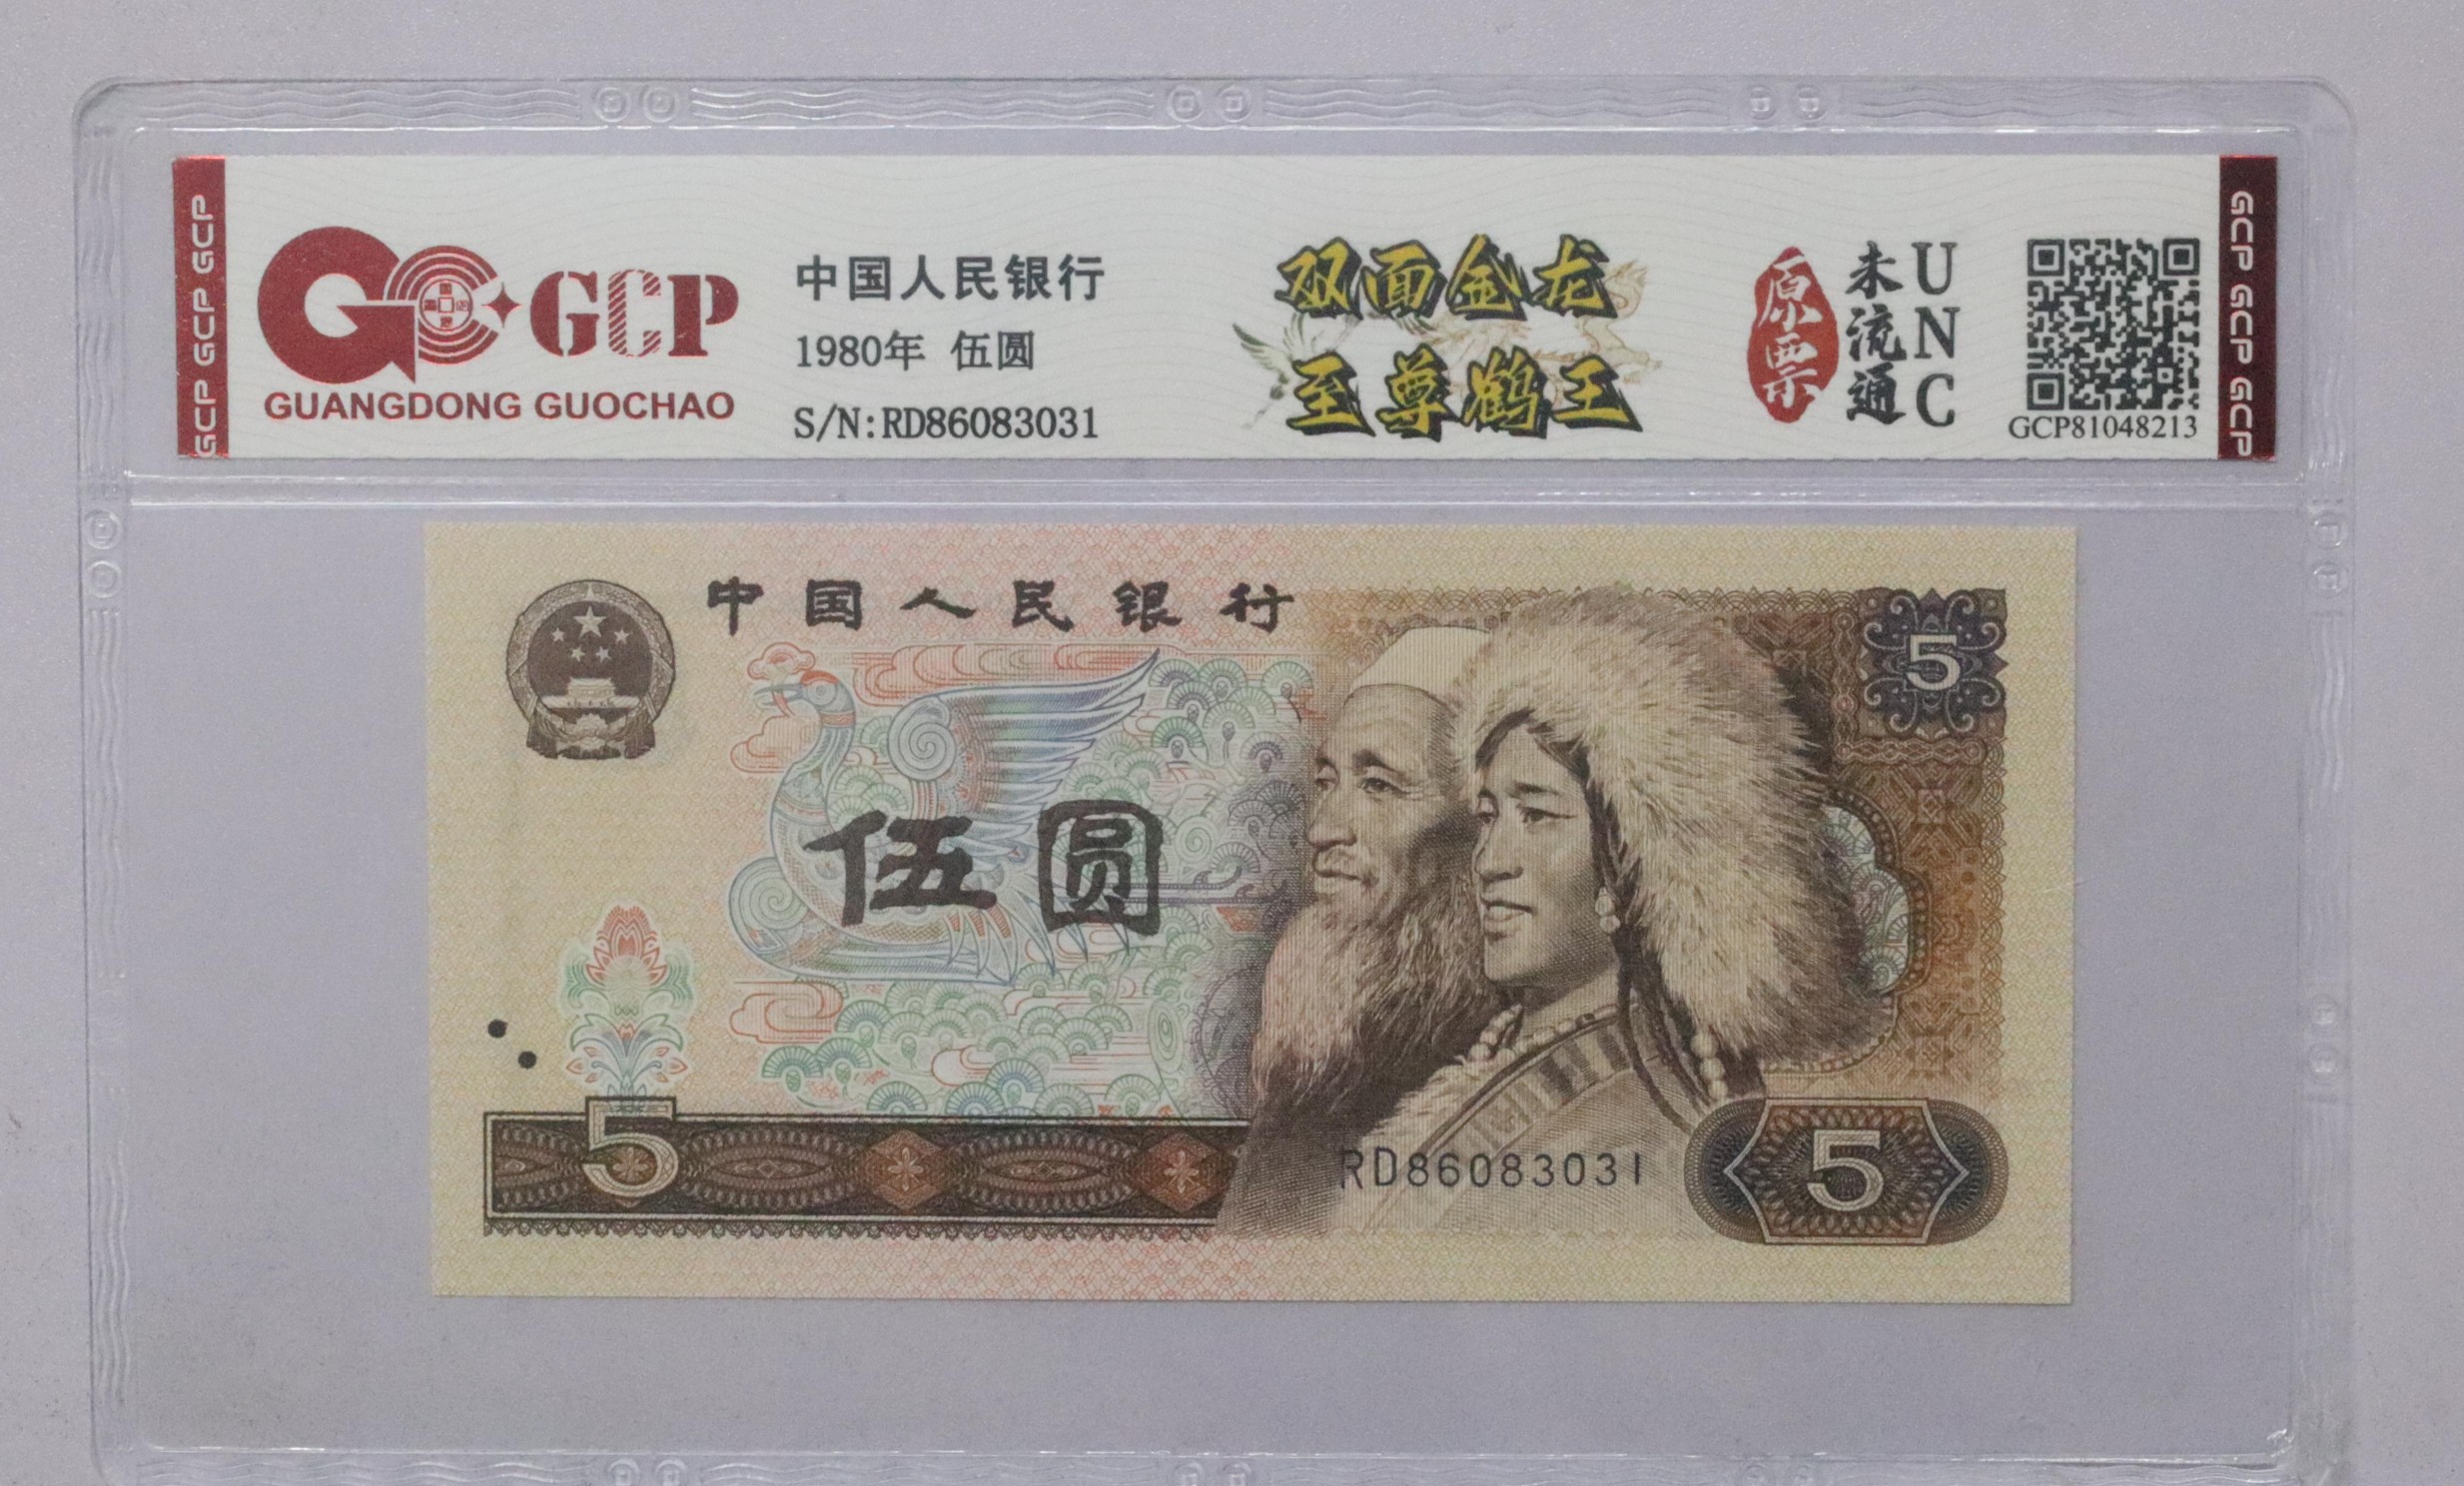 GCP GCP GCP
GCP
GUANGDONG GUOCHAO
中国人民银行
1980年 伍圆
S/N:RD86083031
双面金龙
至尊鹤王
原票
未流通
UNC
GCP81048213
GCP GCP GCP
中国人民银行
5
伍圆
5
RD86083031
5